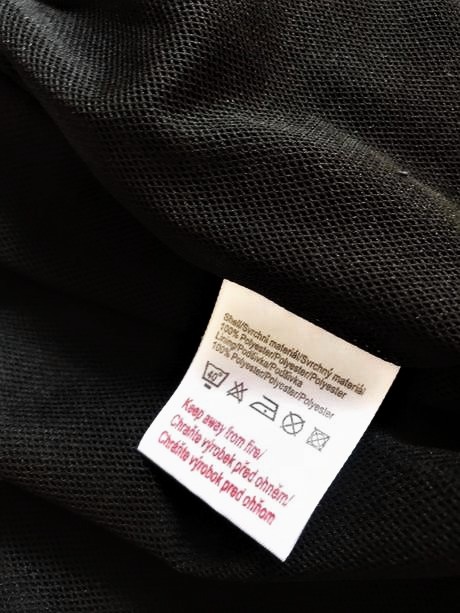 Shell/Svrchní materiál/Svrchný materiál
100% Polyester/Polyester/Polyester
Lining/Podšívka/Podšívka
100% Polyester/Polyester/Polyester
40°
Keep away from fire/
Chraňte výrobek před ohněm/
Chráňte výrobok pred ohňom